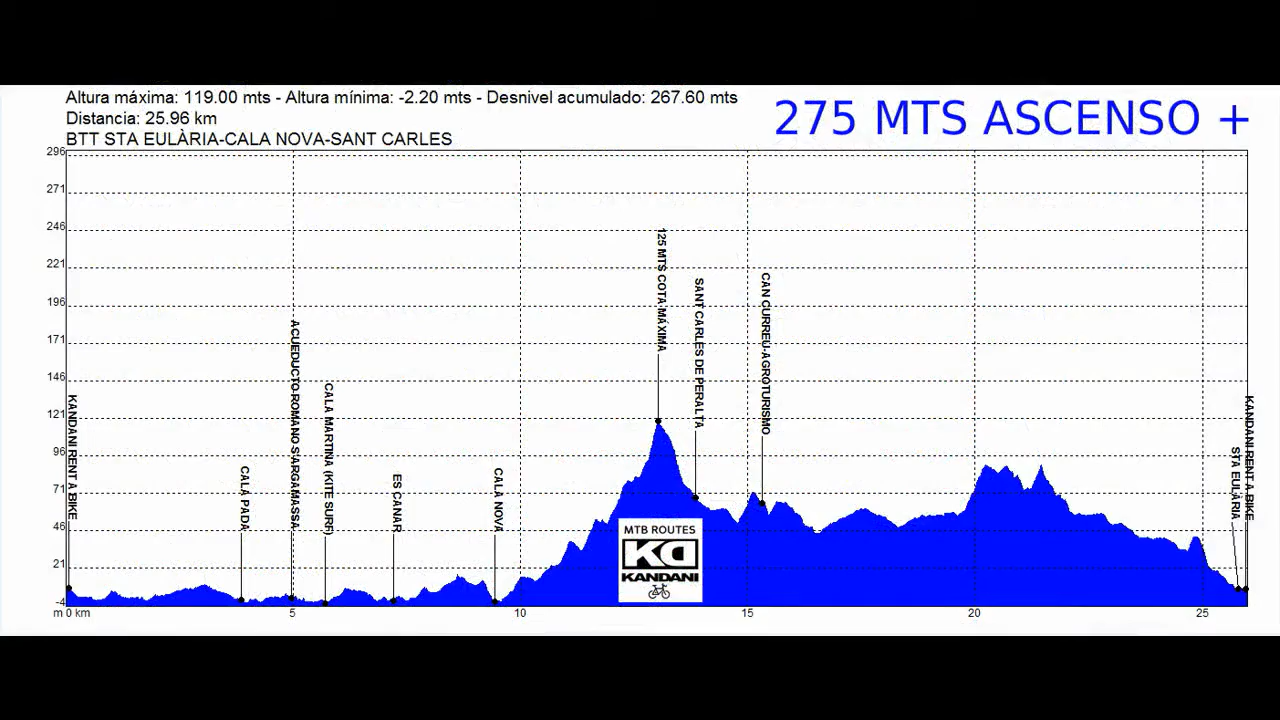 Altura máxima: 119.00 mts - Altura mínima: -2.20 mts - Desnivel acumulado: 267.60 mts
Distancia: 25.96 km
BTT STA EULÀRIA-CALA NOVA-SANT CARLES
275 MTS ASCENSO +
296
271
246
221
196
171
146
121
96
71
46
21
-4
m 0 km
5
10
15
20
25
KANDANI RENT A BIKE
CALA PADA
ACUEDUCTO ROMANO S'ARGAMASSA
CALA MARTINA (KITE SURF)
ES CANAR
CALA NOVA
125 MTS COTA MÁXIMA
SANT CARLES DE PERALTA
CAN CURREU-AGROTURISMO
STA EULÀRIA
KANDANI RENT A BIKE
MTB ROUTES
KD
KANDANI